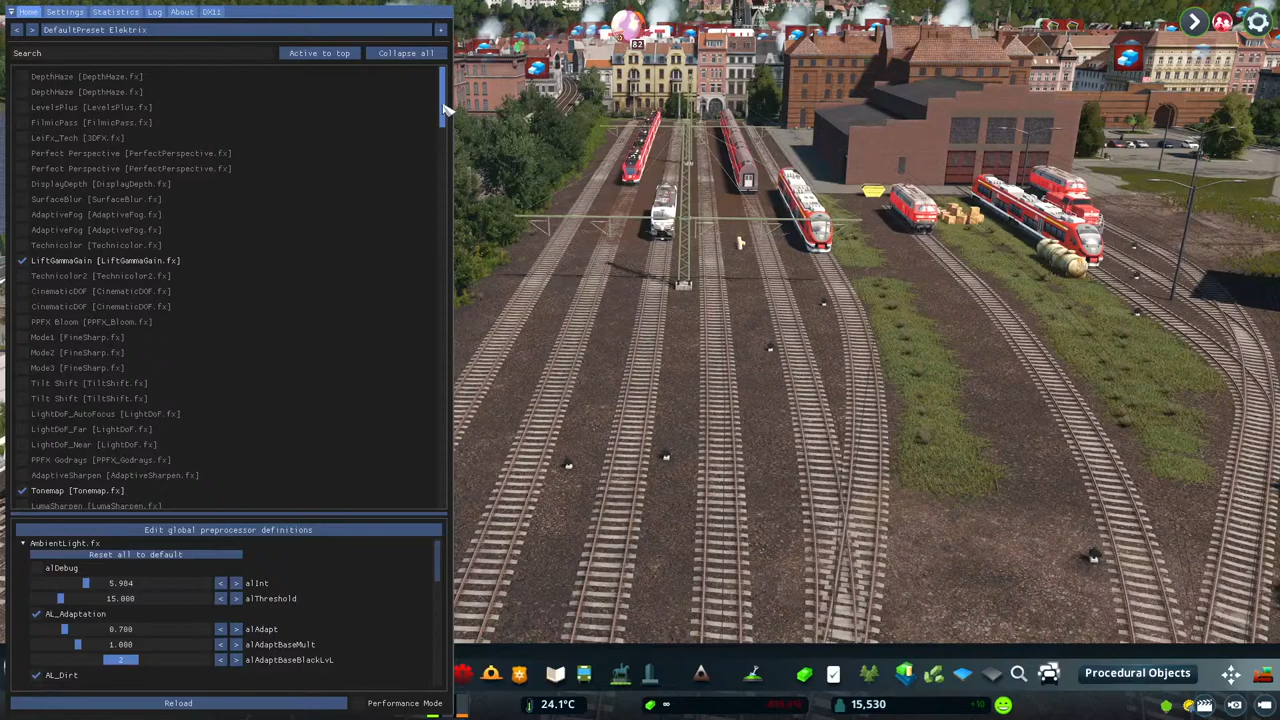 Home Settings Statistics Log About DX11
< > DefaultPreset Elektrix +
Search Active to top Collapse all
DepthHaze [DepthHaze.fx]
DepthHaze [DepthHaze.fx]
LevelsPlus [LevelsPlus.fx]
FilmicPass [FilmicPass.fx]
LeiFx_Tech [3DFX.fx]
Perfect Perspective [PerfectPerspective.fx]
Perfect Perspective [PerfectPerspective.fx]
DisplayDepth [DisplayDepth.fx]
SurfaceBlur [SurfaceBlur.fx]
AdaptiveFog [AdaptiveFog.fx]
AdaptiveFog [AdaptiveFog.fx]
Technicolor [Technicolor.fx]
LiftGammaGain [LiftGammaGain.fx]
Technicolor2 [Technicolor2.fx]
CinematicDOF [CinematicDOF.fx]
CinematicDOF [CinematicDOF.fx]
PPFX Bloom [PPFX_Bloom.fx]
Mode1 [FineSharp.fx]
Mode2 [FineSharp.fx]
Mode3 [FineSharp.fx]
Tilt Shift [TiltShift.fx]
Tilt Shift [TiltShift.fx]
LightDoF_AutoFocus [LightDoF.fx]
LightDoF_Far [LightDoF.fx]
LightDoF_Near [LightDoF.fx]
PPFX Godrays [PPFX_Godrays.fx]
AdaptiveSharpen [AdaptiveSharpen.fx]
Tonemap [Tonemap.fx]
LumaSharpen [LumaSharpen.fx]
Edit global preprocessor definitions
AmbientLight.fx
Reset all to default
alDebug
5.984 < > alInt
15.000 < > alThreshold
AL_Adaptation
0.700 < > alAdapt
1.000 < > alAdaptBaseMult
2 < > alAdaptBaseBlackLvL
AL_Dirt
Reload Performance Mode
82
Procedural Objects
24.1°C ∞ 15,530 +10